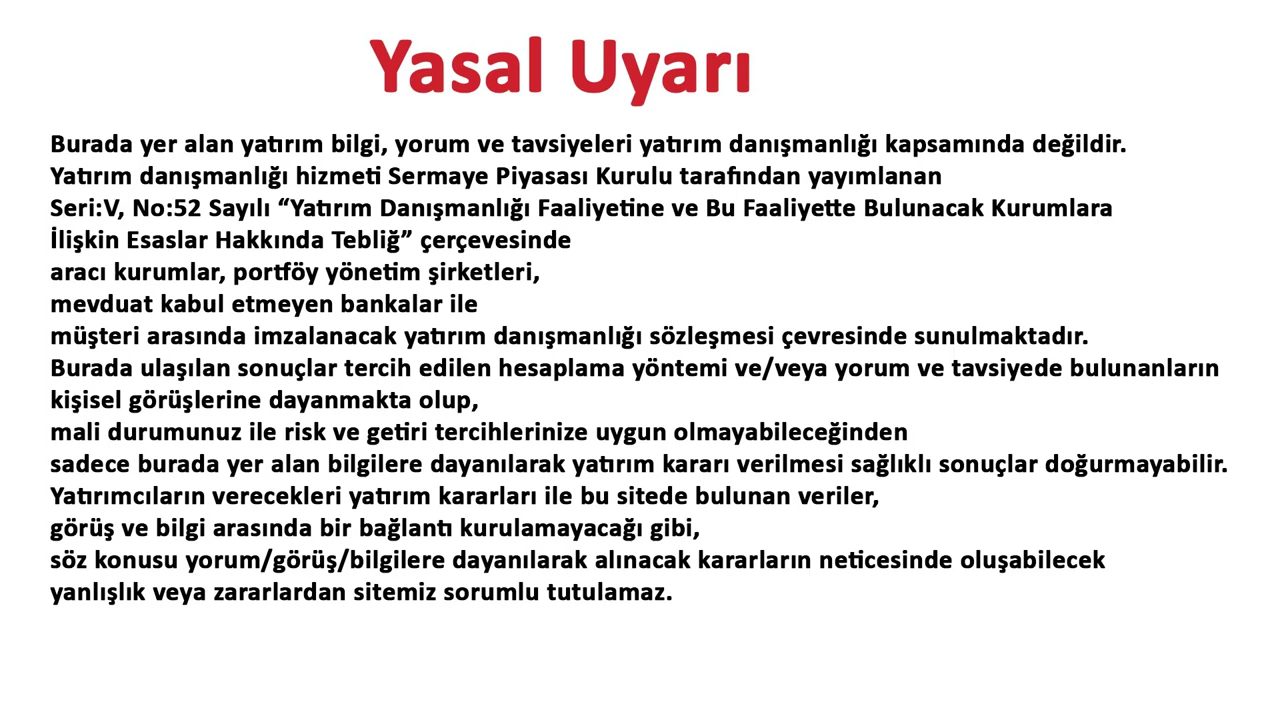 Yasal Uyarı
Burada yer alan yatırım bilgi, yorum ve tavsiyeleri yatırım danışmanlığı kapsamında değildir.
Yatırım danışmanlığı hizmeti Sermaye Piyasası Kurulu tarafından yayımlanan
Seri:V, No:52 Sayılı “Yatırım Danışmanlığı Faaliyetine ve Bu Faaliyette Bulunacak Kurumlara
İlişkin Esaslar Hakkında Tebliğ” çerçevesinde
aracı kurumlar, portföy yönetim şirketleri,
mevduat kabul etmeyen bankalar ile
müşteri arasında imzalanacak yatırım danışmanlığı sözleşmesi çevresinde sunulmaktadır.
Burada ulaşılan sonuçlar tercih edilen hesaplama yöntemi ve/veya yorum ve tavsiyede bulunanların
kişisel görüşlerine dayanmakta olup,
mali durumunuz ile risk ve getiri tercihlerinize uygun olmayabileceğinden
sadece burada yer alan bilgilere dayanılarak yatırım kararı verilmesi sağlıklı sonuçlar doğurmayabilir.
Yatırımcıların verecekleri yatırım kararları ile bu sitede bulunan veriler,
görüş ve bilgi arasında bir bağlantı kurulamayacağı gibi,
söz konusu yorum/görüş/bilgilere dayanılarak alınacak kararların neticesinde oluşabilecek
yanlışlık veya zararlardan sitemiz sorumlu tutulamaz.